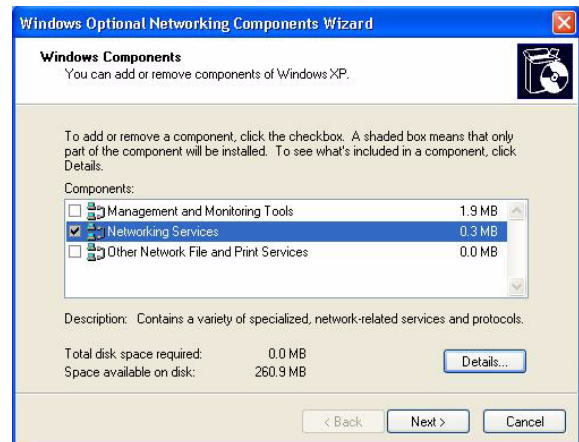 Windows Optional Networking Components Wizard
Windows Components
You can add or remove components of Windows XP.
To add or remove a component, click the checkbox. A shaded box means that only
part of the component will be installed. To see what's included in a component, click
Details.
Components:
Management and Monitoring Tools 1.9 MB
Networking Services 0.3 MB
Other Network File and Print Services 0.0 MB
Description: Contains a variety of specialized, network-related services and protocols.
Total disk space required: 0.0 MB
Space available on disk: 260.9 MB
Details...
< Back Next > Cancel